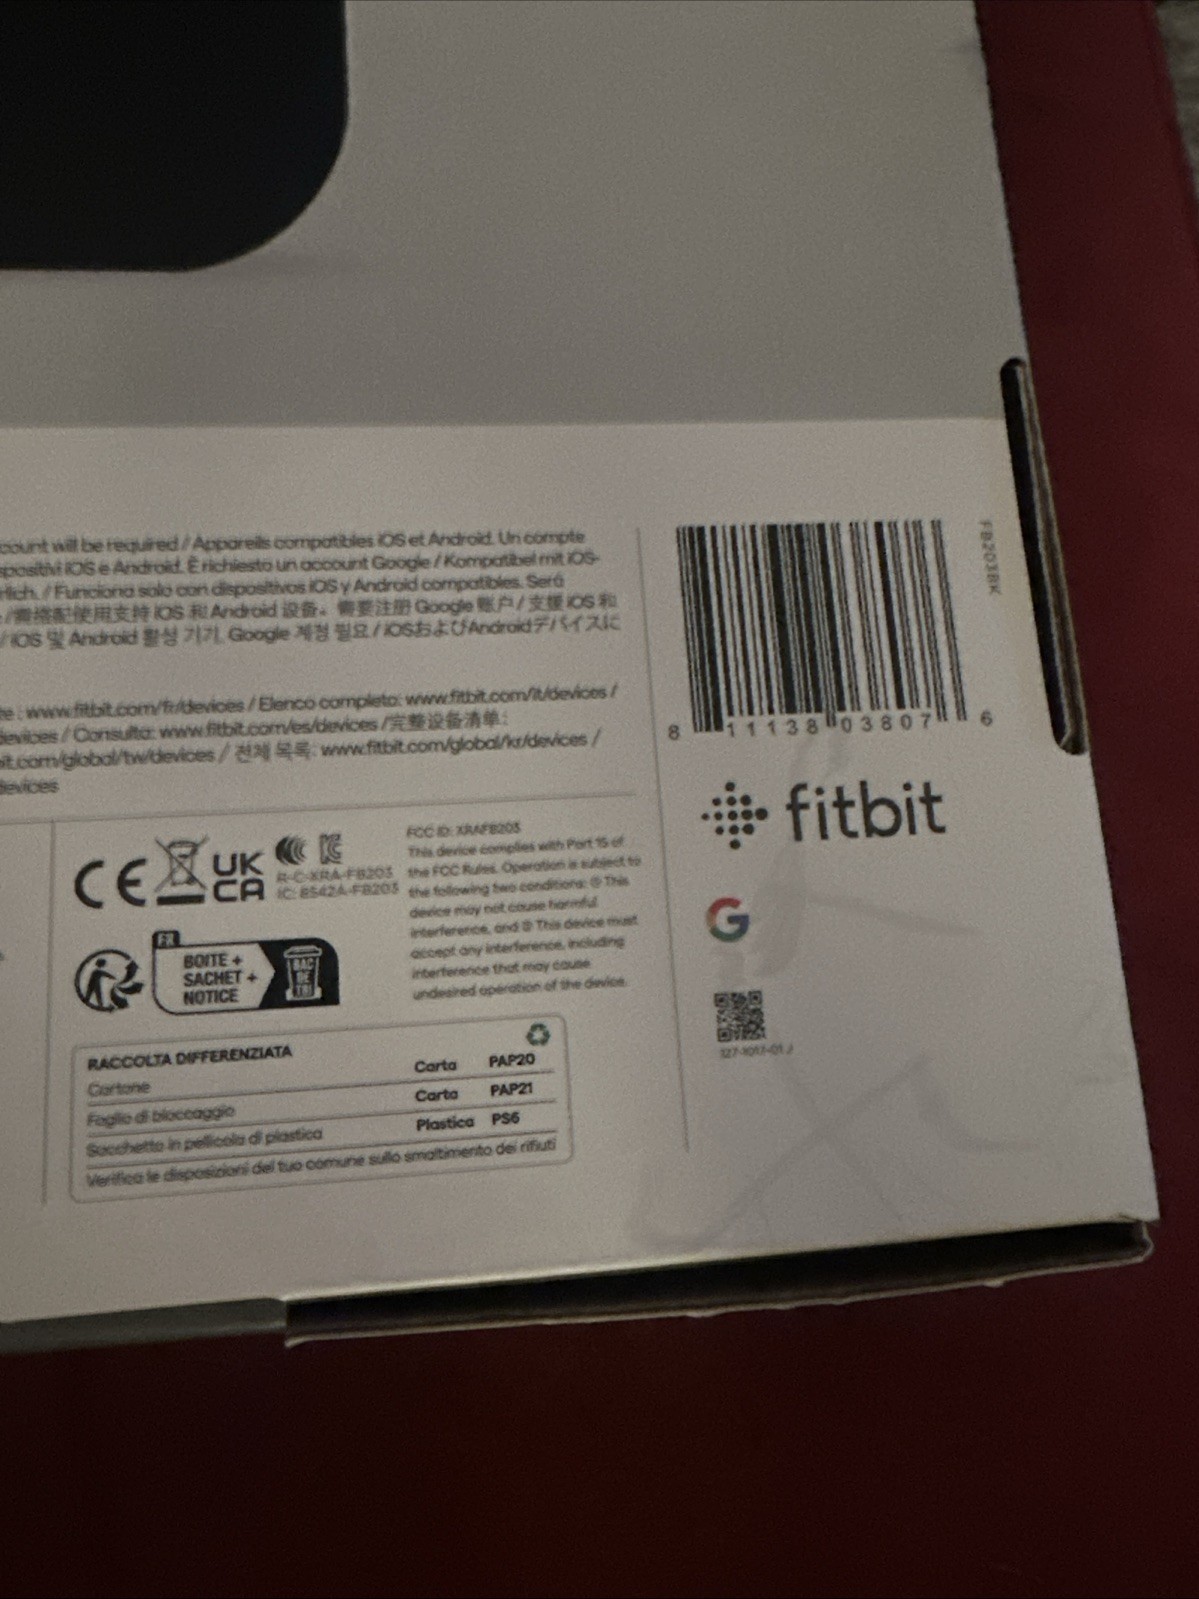 count will be required / Appareils compatibles iOS et Android. Un compte
spositivi iOS e Android. È richiesto un account Google / Kompatibel mit iOS-
rlich. / Funciona solo con dispositivos iOS y Android compatibles. Será
/需搭配使用支持 iOS 和 Android 设备。需要注册 Google 账户 / 支援 iOS 和
/ iOS 및 Android 활성 기기. Google 계정 필요 / iOSおよびAndroidデバイスに
te : www.fitbit.com/fr/devices / Elenco completo: www.fitbit.com/it/devices /
devices / Consulta: www.fitbit.com/es/devices /完整设备清单:
bit.com/global/tw/devices / 전체 목록: www.fitbit.com/global/kr/devices /
devices
CE
UK
CA
R-C-XRA-FB203
IC: 8542A-FB203
FCC ID: XRAFB203
This device complies with Part 15 of
the FCC Rules. Operation is subject to
the following two conditions: ① This
device may not cause harmful
interference, and ② This device must
accept any interference, including
interference that may cause
undesired operation of the device.
FR
BOITE +
SACHET +
NOTICE
BAC
DE
TRI
RACCOLTA DIFFERENZIATA
Cartone Carta PAP20
Foglio di bloccaggio Carta PAP21
Sacchetto in pellicola di plastica Plastica PS6
Verifica le disposizioni del tuo comune sullo smaltimento dei rifiuti
FB203BK
8 11138 03807 6
fitbit
G
127-1017-01 J